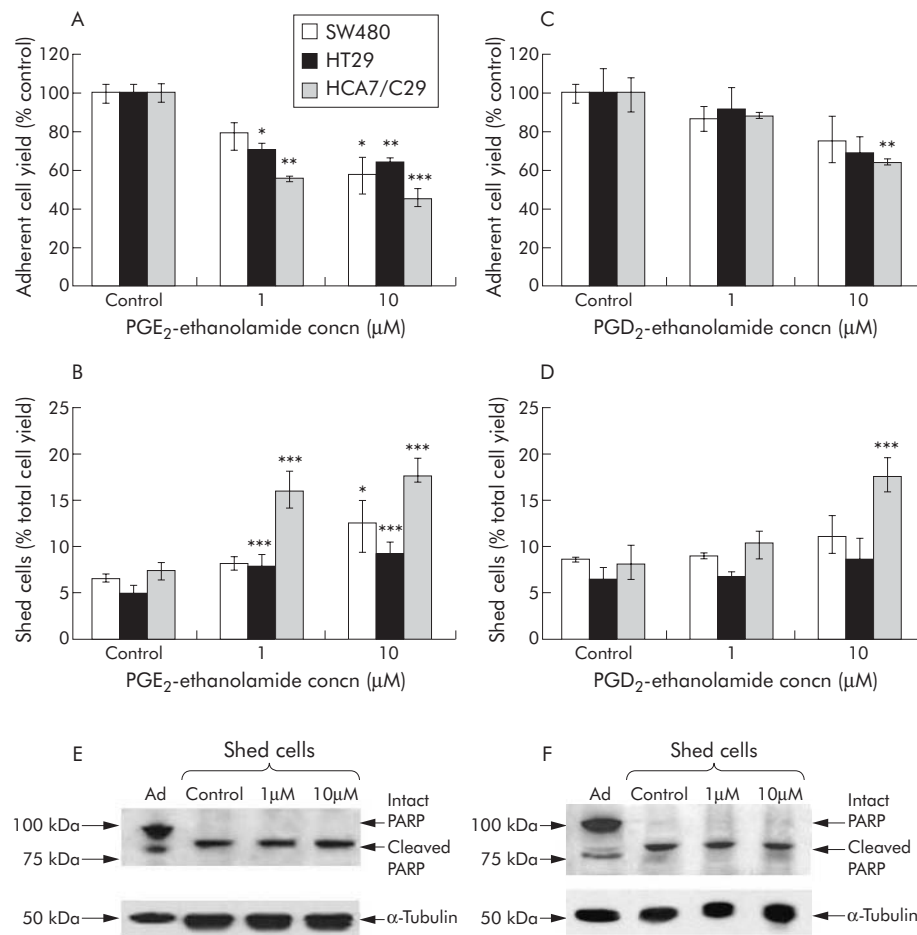 A
SW480
HT29
HCA7/C29
Adherent cell yield (% control)
120
100
80
60
40
20
0
*
**
*
**
***
Control
1
10
PGE₂-ethanolamide concn (μM)
C
Adherent cell yield (% control)
120
100
80
60
40
20
0
**
Control
1
10
PGD₂-ethanolamide concn (μM)
B
Shed cells (% total cell yield)
25
20
15
10
5
0
***
***
*
***
***
Control
1
10
PGE₂-ethanolamide concn (μM)
D
Shed cells (% total cell yield)
25
20
15
10
5
0
***
Control
1
10
PGD₂-ethanolamide concn (μM)
E
Shed cells
Ad Control 1μM 10μM
100 kDa
75 kDa
50 kDa
Intact
PARP
Cleaved
PARP
α-Tubulin
F
Shed cells
Ad Control 1μM 10μM
100 kDa
75 kDa
50 kDa
Intact
PARP
Cleaved
PARP
α-Tubulin